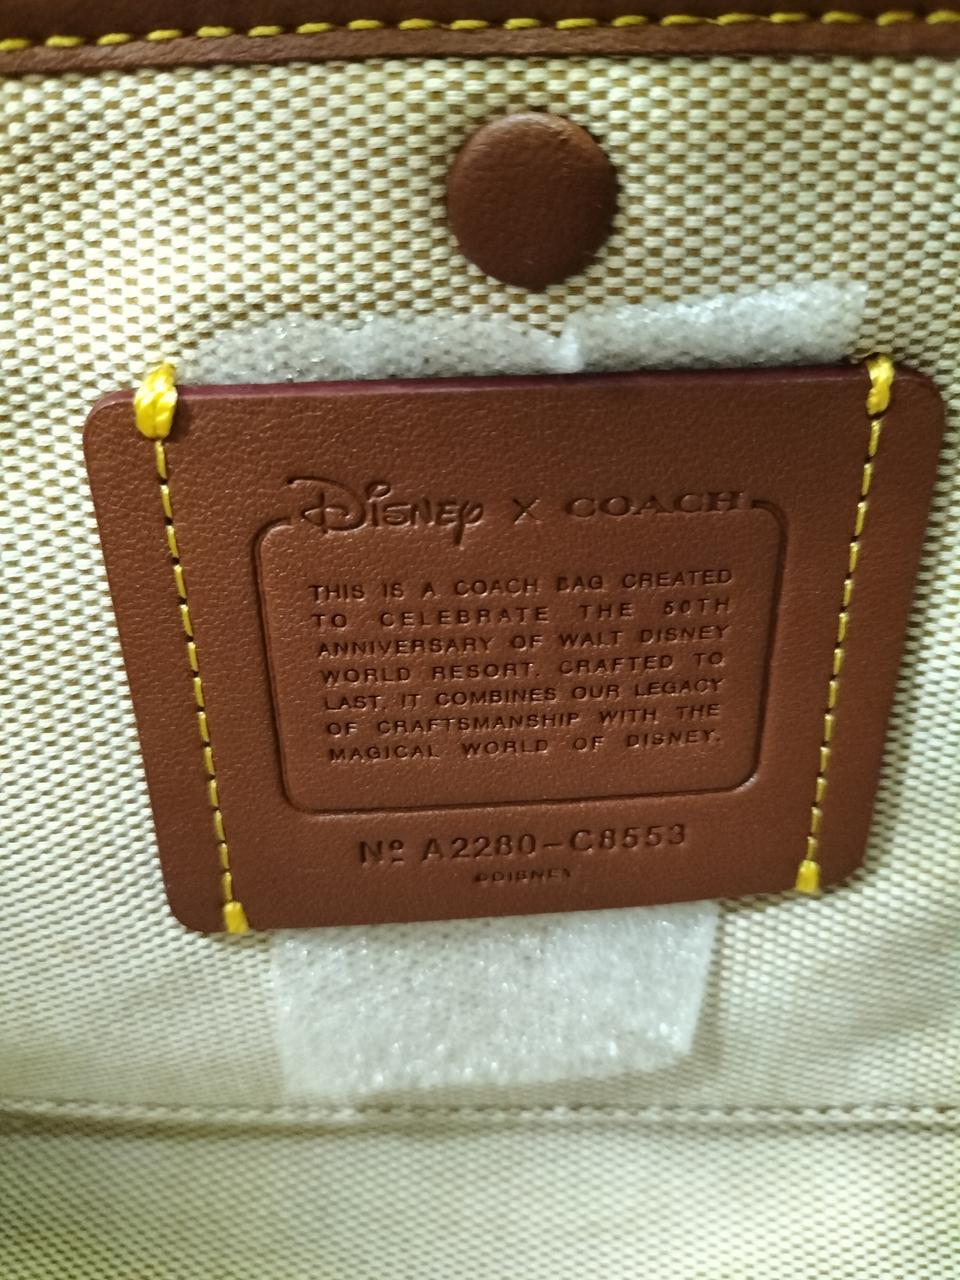 Disney X COACH
THIS IS A COACH BAG CREATED
TO CELEBRATE THE 50TH
ANNIVERSARY OF WALT DISNEY
WORLD RESORT. CRAFTED TO
LAST, IT COMBINES OUR LEGACY
OF CRAFTSMANSHIP WITH THE
MAGICAL WORLD OF DISNEY.
Nº A2280-C8553
©DISNEY